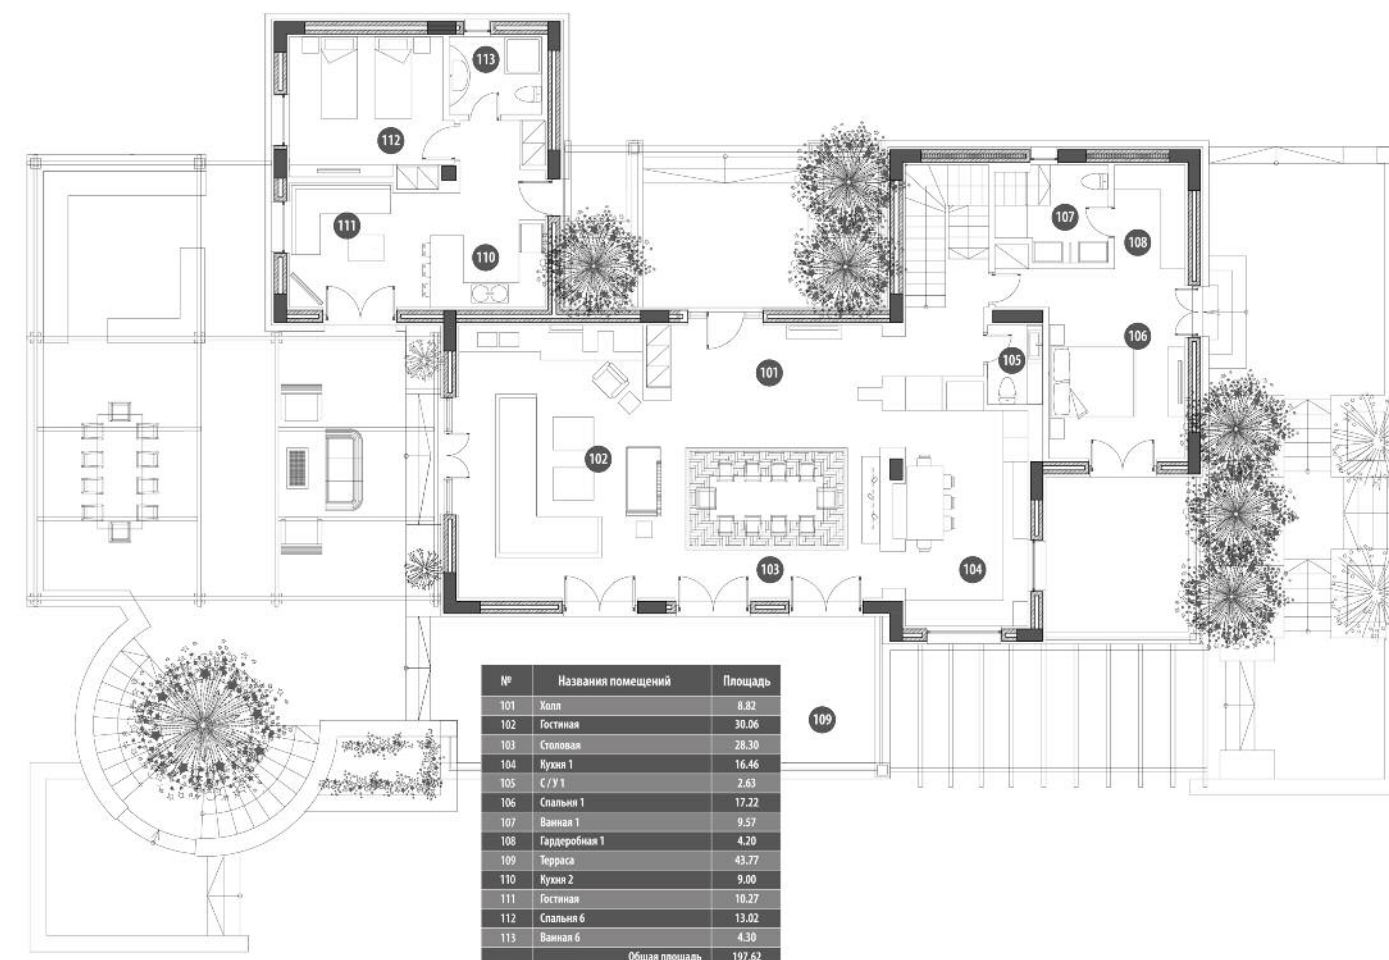 113
112
111
110
107
108
106
105
101
102
103
104
109
№ Названия помещений Площадь
101 Холл 8.82
102 Гостиная 30.06
103 Столовая 28.30
104 Кухня 1 16.46
105 С / У 1 2.63
106 Спальня 1 17.22
107 Ванная 1 9.57
108 Гардеробная 1 4.20
109 Терраса 43.77
110 Кухня 2 9.00
111 Гостиная 10.27
112 Спальня 6 13.02
113 Ванная 6 4.30
Общая площадь 197.62